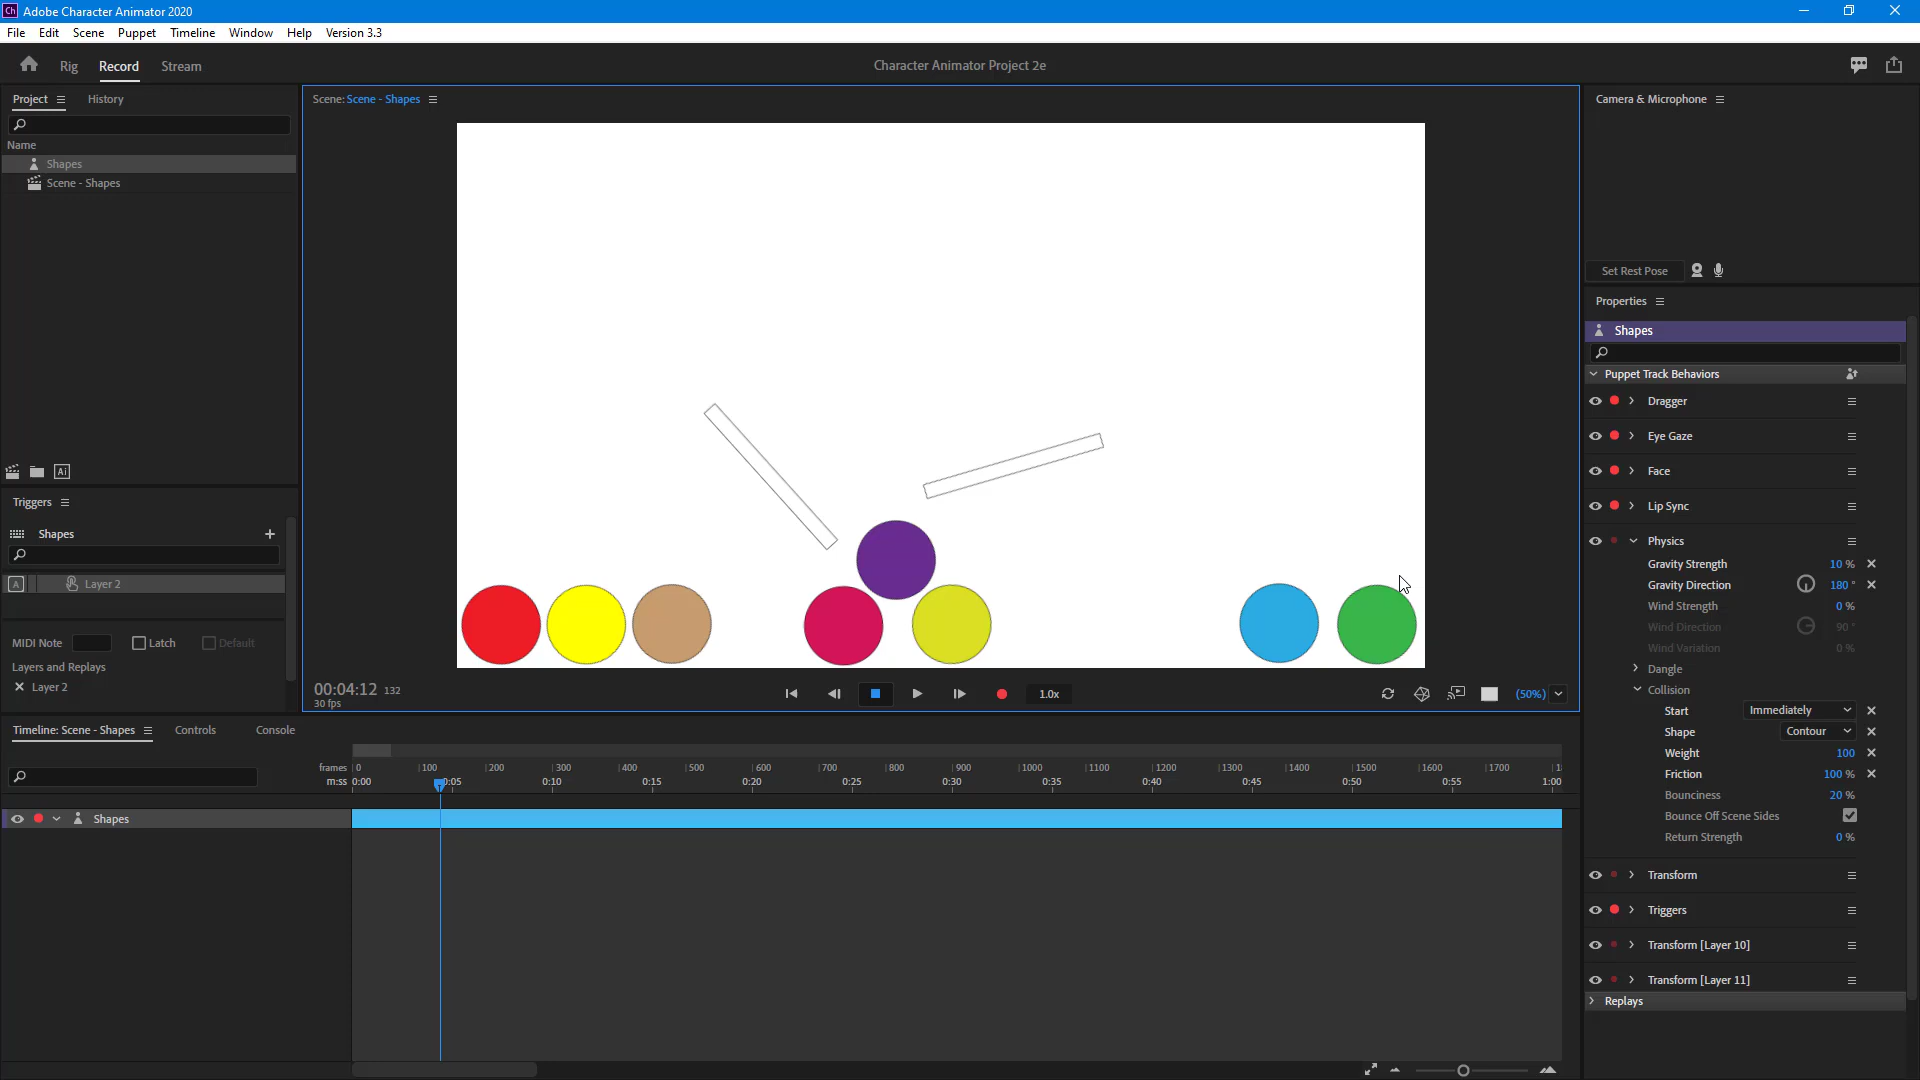 Ch Adobe Character Animator 2020
File Edit Scene Puppet Timeline Window Help Version 3.3
Rig Record Stream
Character Animator Project 2e
Project History
Name
Shapes
Scene - Shapes
Ai
Triggers
Shapes
A Layer 2
MIDI Note Latch Default
Layers and Replays
Layer 2
Scene: Scene - Shapes
00:04:12 132
30 fps
1.0x
(50%)
Camera & Microphone
Set Rest Pose
Properties
Shapes
Puppet Track Behaviors
Dragger
Eye Gaze
Face
Lip Sync
Physics
Gravity Strength 10 %
Gravity Direction 180 °
Wind Strength 0 %
Wind Direction 90 °
Wind Variation 0 %
Dangle
Collision
Start Immediately
Shape Contour
Weight 100
Friction 100 %
Bounciness 20 %
Bounce Off Scene Sides
Return Strength 0 %
Transform
Triggers
Transform [Layer 10]
Transform [Layer 11]
Replays
Timeline: Scene - Shapes Controls Console
frames 0 100 200 300 400 500 600 700 800 900 1000 1100 1200 1300 1400 1500 1600 1700
m:ss 0:00 0:05 0:10 0:15 0:20 0:25 0:30 0:35 0:40 0:45 0:50 0:55 1:00
Shapes